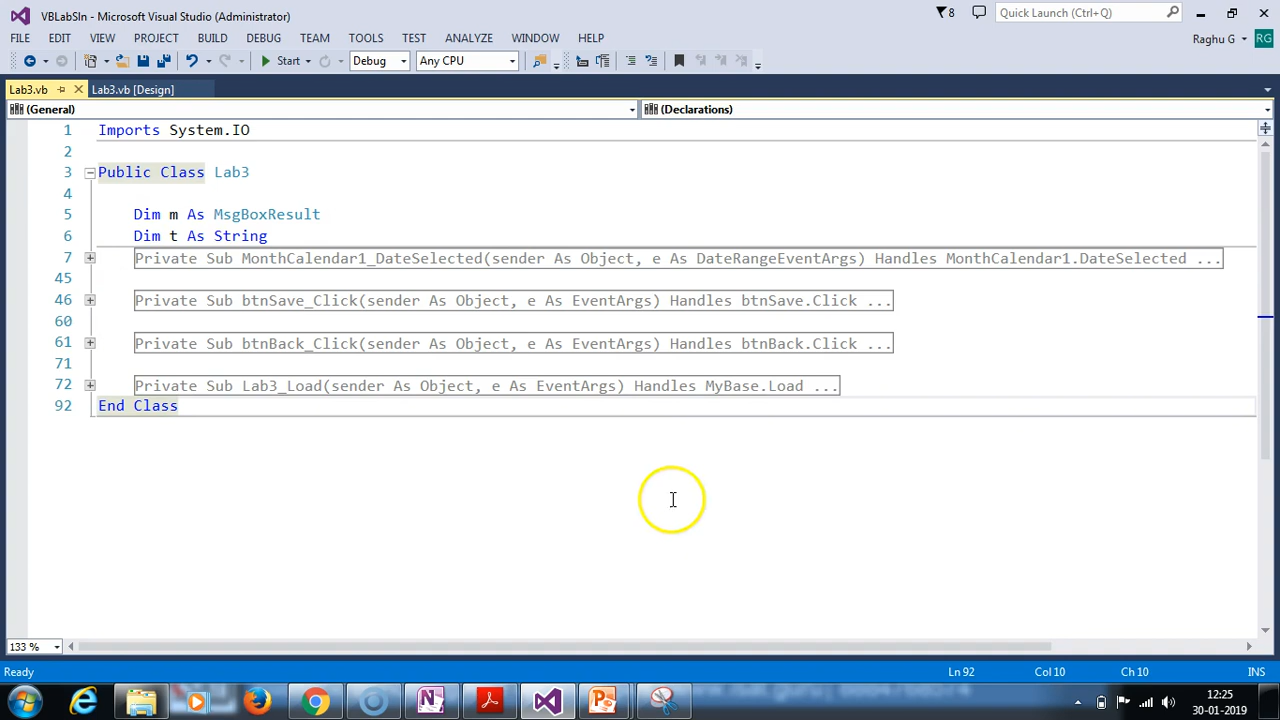 VBLabSln - Microsoft Visual Studio (Administrator)
8
Quick Launch (Ctrl+Q)
FILE EDIT VIEW PROJECT BUILD DEBUG TEAM TOOLS TEST ANALYZE WINDOW HELP
Raghu G RG
Start Debug Any CPU
Lab3.vb Lab3.vb [Design]
(General) (Declarations)
1 Imports System.IO
2
3 Public Class Lab3
4
5 Dim m As MsgBoxResult
6 Dim t As String
7 Private Sub MonthCalendar1_DateSelected(sender As Object, e As DateRangeEventArgs) Handles MonthCalendar1.DateSelected ...
45
46 Private Sub btnSave_Click(sender As Object, e As EventArgs) Handles btnSave.Click ...
60
61 Private Sub btnBack_Click(sender As Object, e As EventArgs) Handles btnBack.Click ...
71
72 Private Sub Lab3_Load(sender As Object, e As EventArgs) Handles MyBase.Load ...
92 End Class
133 %
Ready Ln 92 Col 10 Ch 10 INS
12:25
30-01-2019